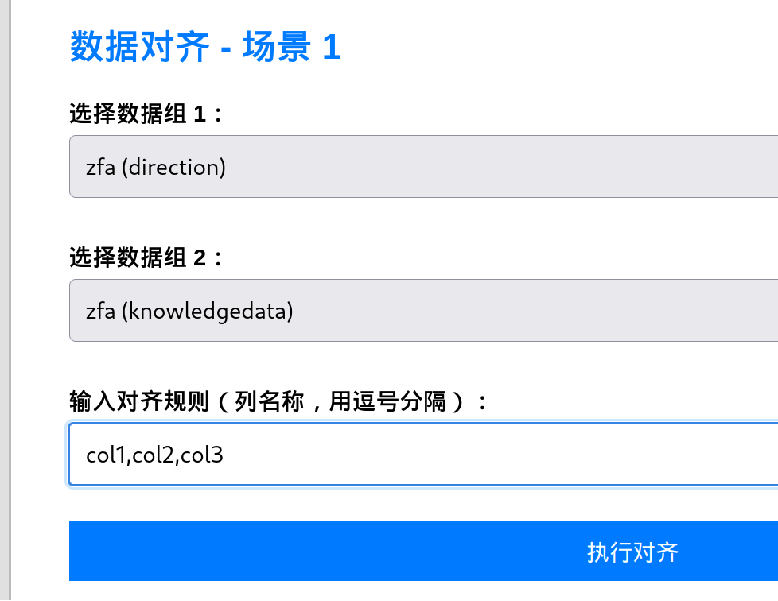 数据对齐 - 场景 1
选择数据组 1：
zfa (direction)
选择数据组 2：
zfa (knowledgedata)
输入对齐规则（列名称，用逗号分隔）：
col1,col2,col3
执行对齐